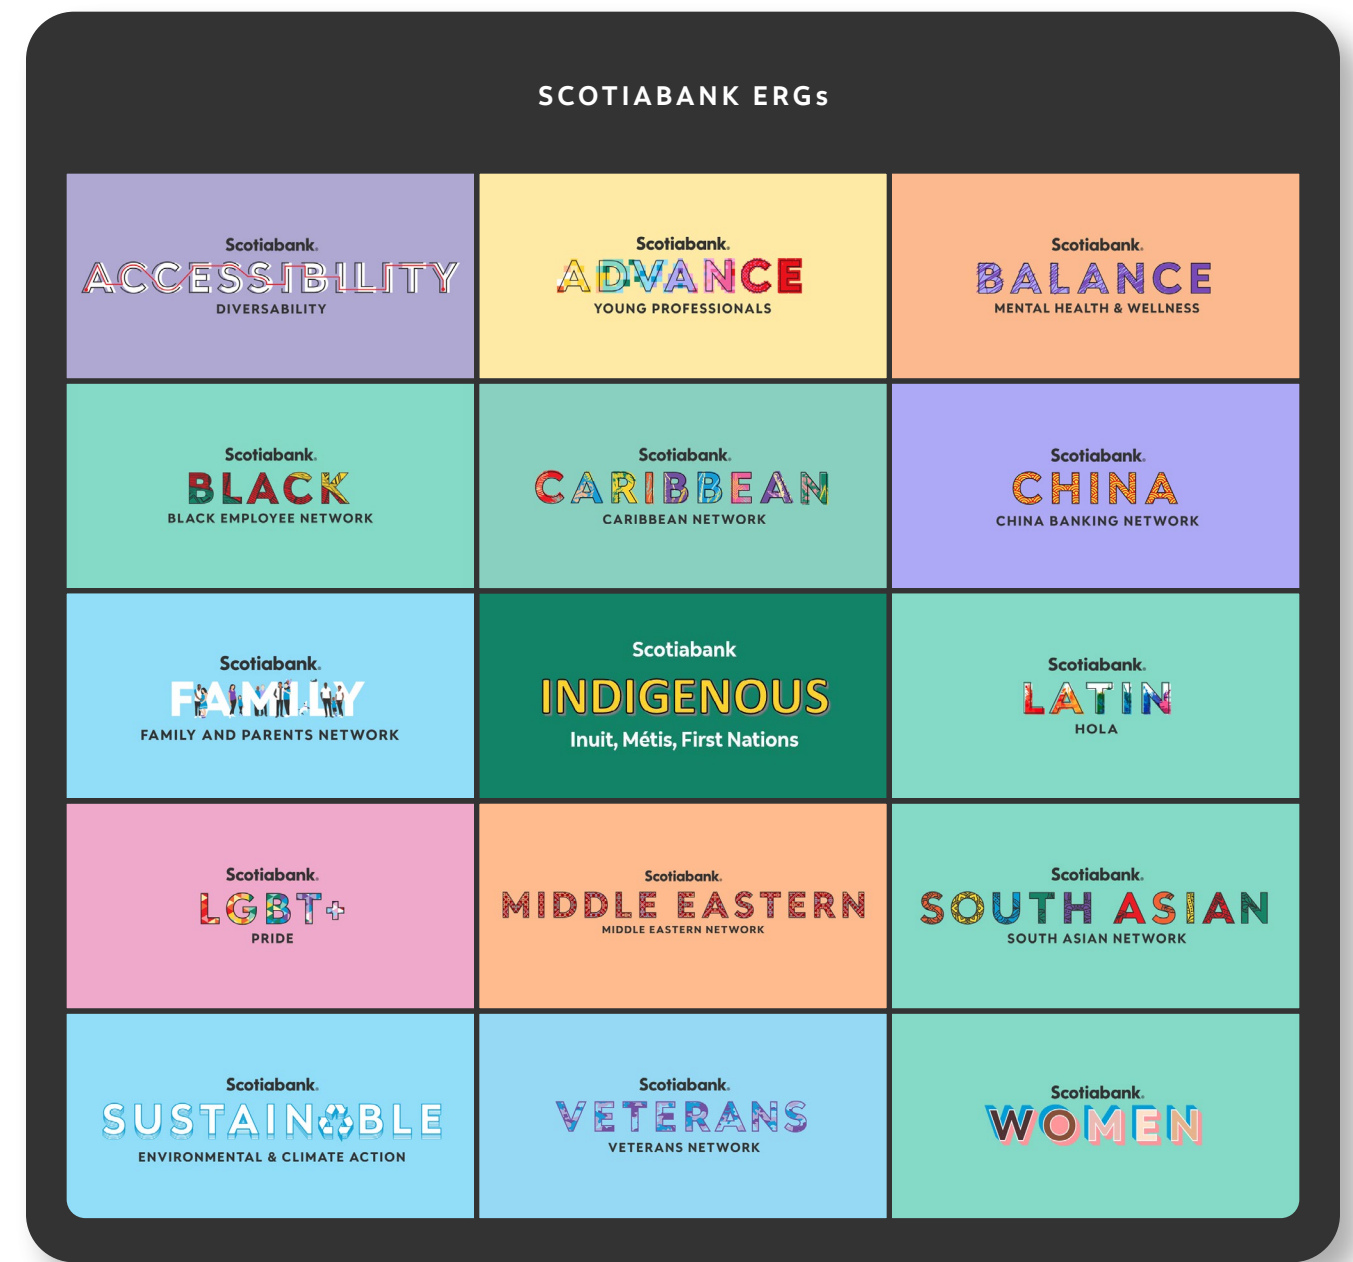 SCOTIABANK ERGs
Scotiabank.
ACCESSIBILITY
DIVERSABILITY
Scotiabank.
ADVANCE
YOUNG PROFESSIONALS
Scotiabank.
BALANCE
MENTAL HEALTH & WELLNESS
Scotiabank.
BLACK
BLACK EMPLOYEE NETWORK
Scotiabank.
CARIBBEAN
CARIBBEAN NETWORK
Scotiabank.
CHINA
CHINA BANKING NETWORK
Scotiabank.
FAMILY
FAMILY AND PARENTS NETWORK
Scotiabank
INDIGENOUS
Inuit, Métis, First Nations
Scotiabank.
LATIN
HOLA
Scotiabank.
LGBT+
PRIDE
Scotiabank.
MIDDLE EASTERN
MIDDLE EASTERN NETWORK
Scotiabank.
SOUTH ASIAN
SOUTH ASIAN NETWORK
Scotiabank.
SUSTAINABLE
ENVIRONMENTAL & CLIMATE ACTION
Scotiabank.
VETERANS
VETERANS NETWORK
Scotiabank.
WOMEN